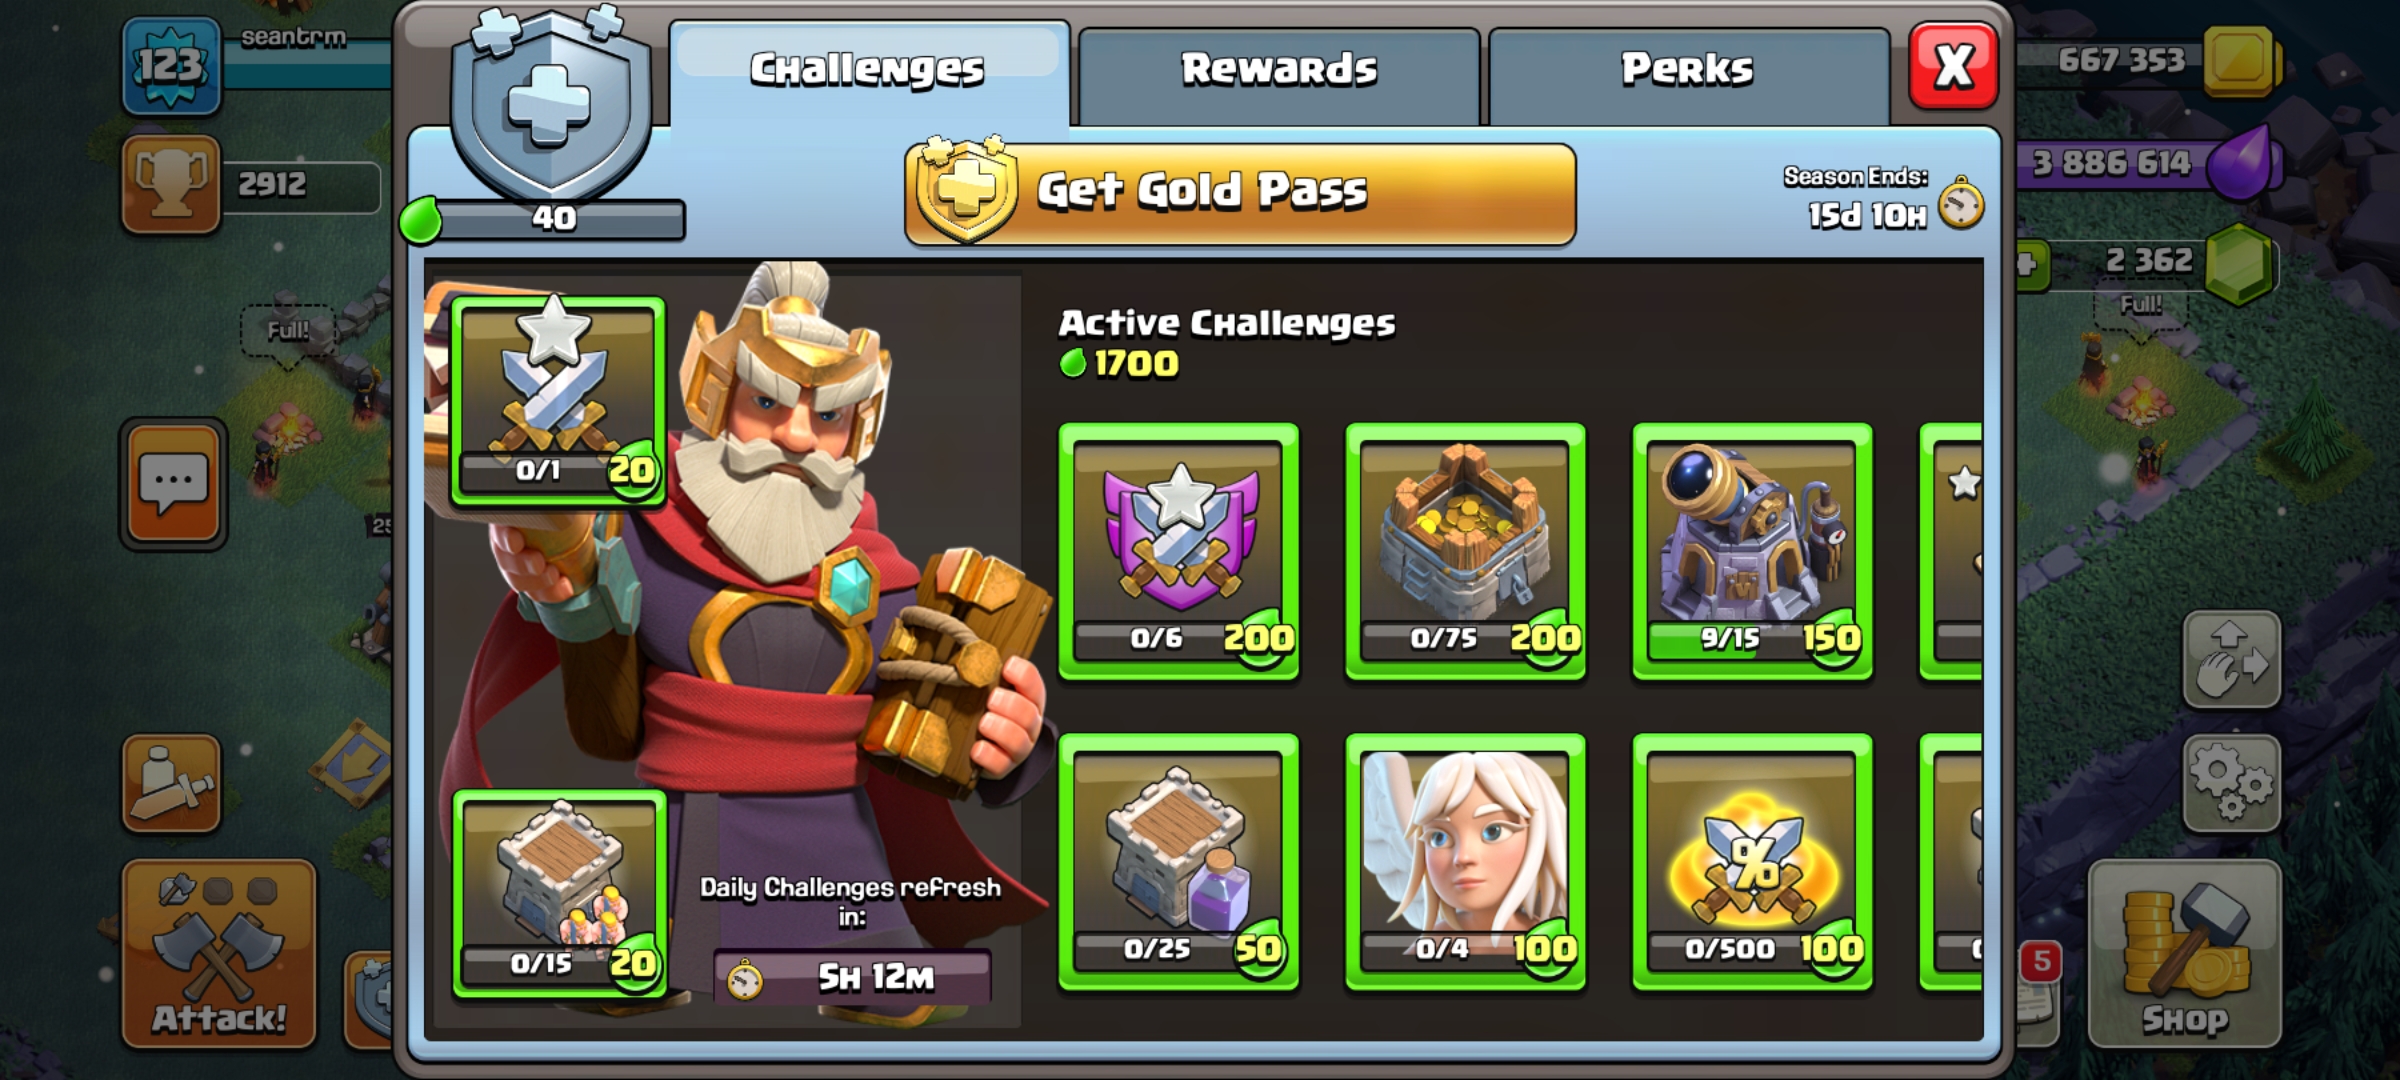 123
seantrm
2912
Challenges
Rewards
Perks
X
667 353
3 886 614
2 362
40
Get Gold Pass
Season Ends:
15d 10h
Full!
Full!
Active Challenges
1700
0/1
20
0/6
200
0/75
200
9/15
150
0/15
20
Daily Challenges refresh
in:
5h 12m
0/25
50
0/4
100
%
0/500
100
Attack!
5
Shop